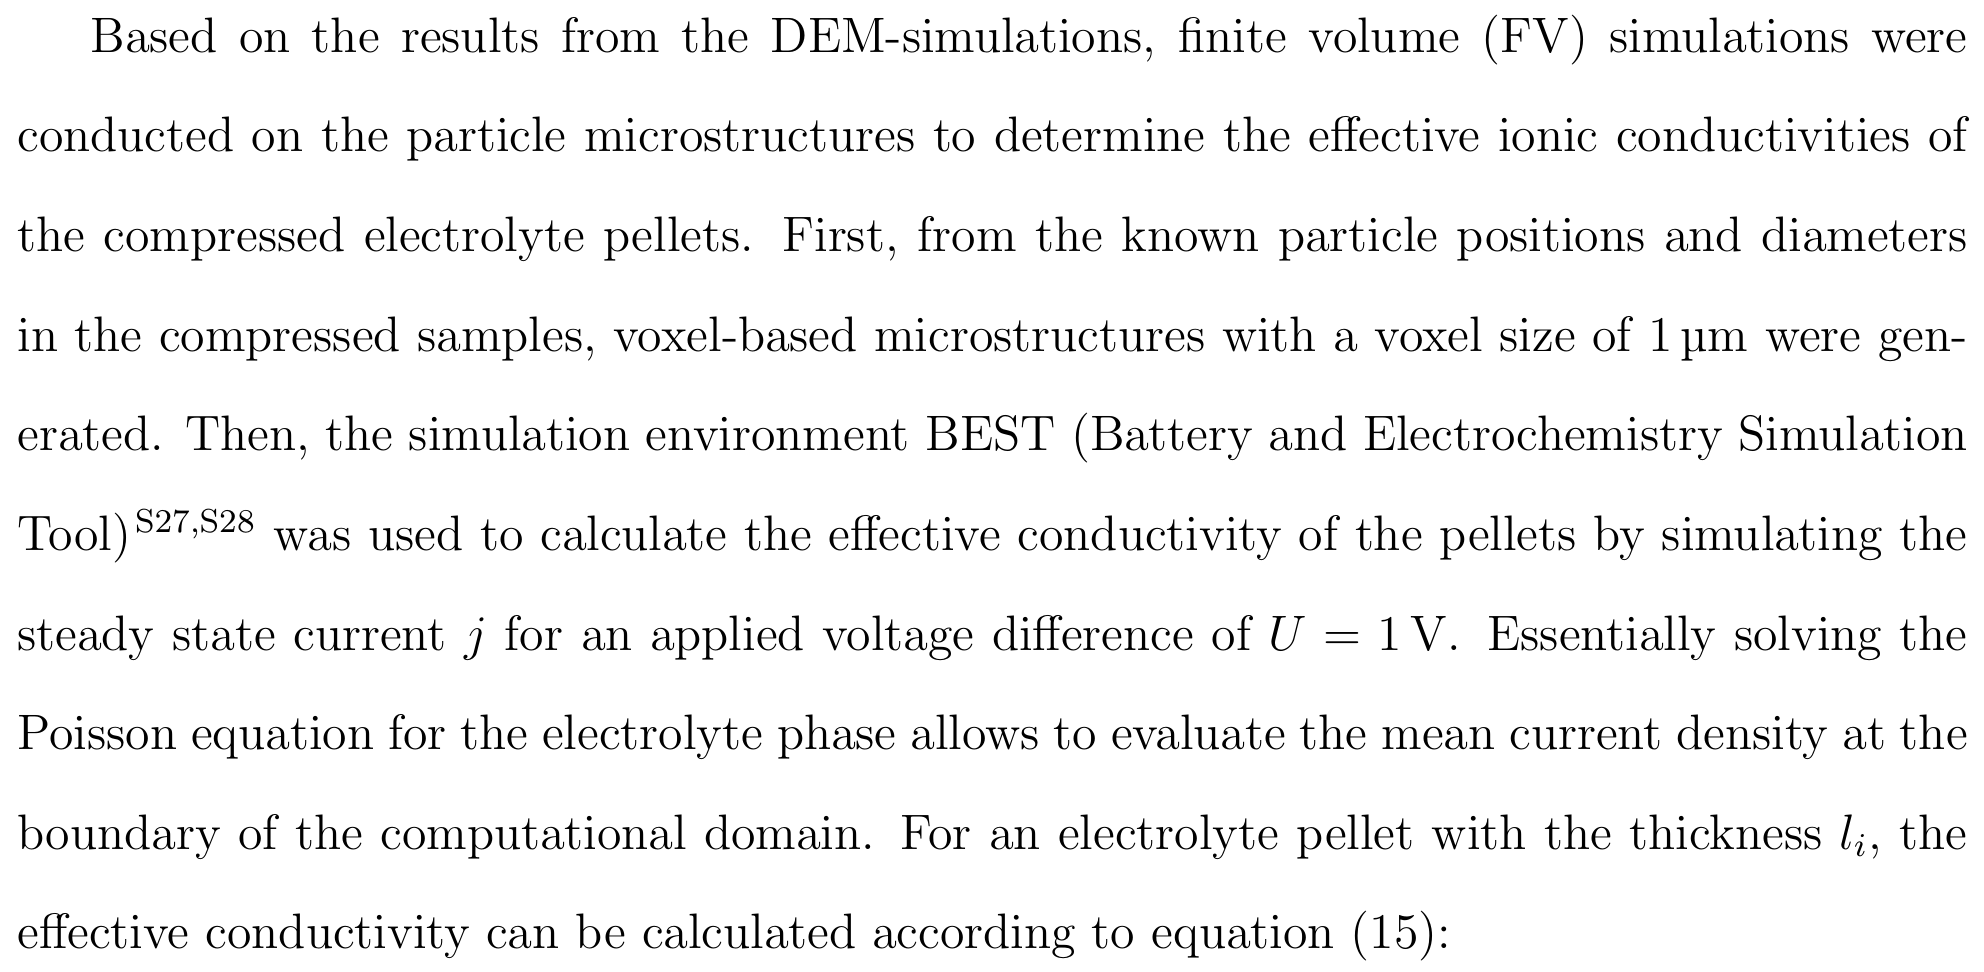 Based on the results from the DEM-simulations, finite volume (FV) simulations were
conducted on the particle microstructures to determine the effective ionic conductivities of
the compressed electrolyte pellets. First, from the known particle positions and diameters
in the compressed samples, voxel-based microstructures with a voxel size of 1 µm were gen-
erated. Then, the simulation environment BEST (Battery and Electrochemistry Simulation
Tool)^S27,S28 was used to calculate the effective conductivity of the pellets by simulating the
steady state current j for an applied voltage difference of U = 1 V. Essentially solving the
Poisson equation for the electrolyte phase allows to evaluate the mean current density at the
boundary of the computational domain. For an electrolyte pellet with the thickness l_i, the
effective conductivity can be calculated according to equation (15):